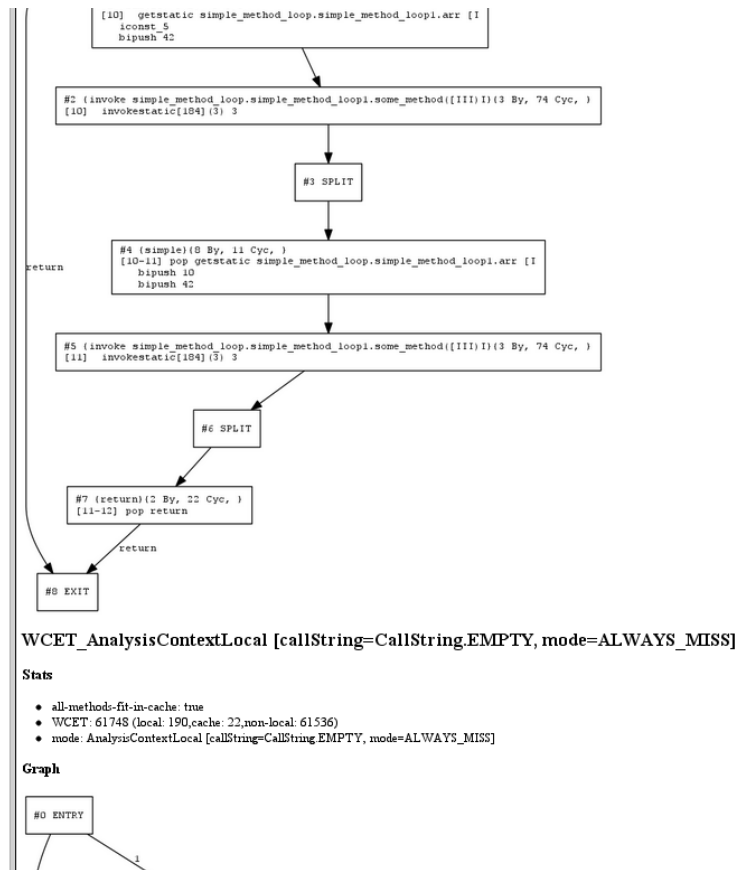 [10]  getstatic simple_method_loop.simple_method_loop1.arr [I
iconst_5
bipush 42
#2 (invoke simple_method_loop.simple_method_loop1.some_method([III)I)(3 By, 74 Cyc, )
[10]  invokestatic[184](3) 3
#3 SPLIT
#4 (simple)(8 By, 11 Cyc, )
[10-11] pop getstatic simple_method_loop.simple_method_loop1.arr [I
bipush 10
bipush 42
return
#5 (invoke simple_method_loop.simple_method_loop1.some_method([III)I)(3 By, 74 Cyc, )
[11]  invokestatic[184](3) 3
#6 SPLIT
#7 (return)(2 By, 22 Cyc, )
[11-12] pop return
return
#8 EXIT
WCET_AnalysisContextLocal [callString=CallString.EMPTY, mode=ALWAYS_MISS]
Stats
all-methods-fit-in-cache: true
WCET: 61748 (local: 190,cache: 22,non-local: 61536)
mode: AnalysisContextLocal [callString=CallString.EMPTY, mode=ALWAYS_MISS]
Graph
#0 ENTRY
1